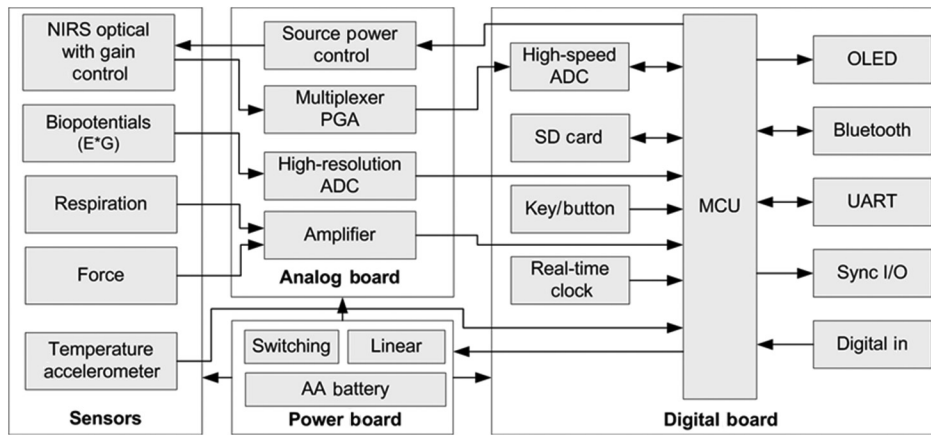 NIRS optical
with gain
control
Biopotentials
(E*G)
Respiration
Force
Temperature
accelerometer
Sensors
Source power
control
Multiplexer
PGA
High-resolution
ADC
Amplifier
Analog board
Switching
Linear
AA battery
Power board
High-speed
ADC
SD card
Key/button
Real-time
clock
MCU
OLED
Bluetooth
UART
Sync I/O
Digital in
Digital board